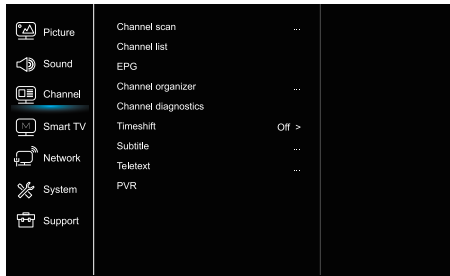 Picture
Sound
Channel
Smart TV
Network
System
Support
Channel scan ...
Channel list
EPG
Channel organizer ...
Channel diagnostics
Timeshift Off >
Subtitle ...
Teletext ...
PVR